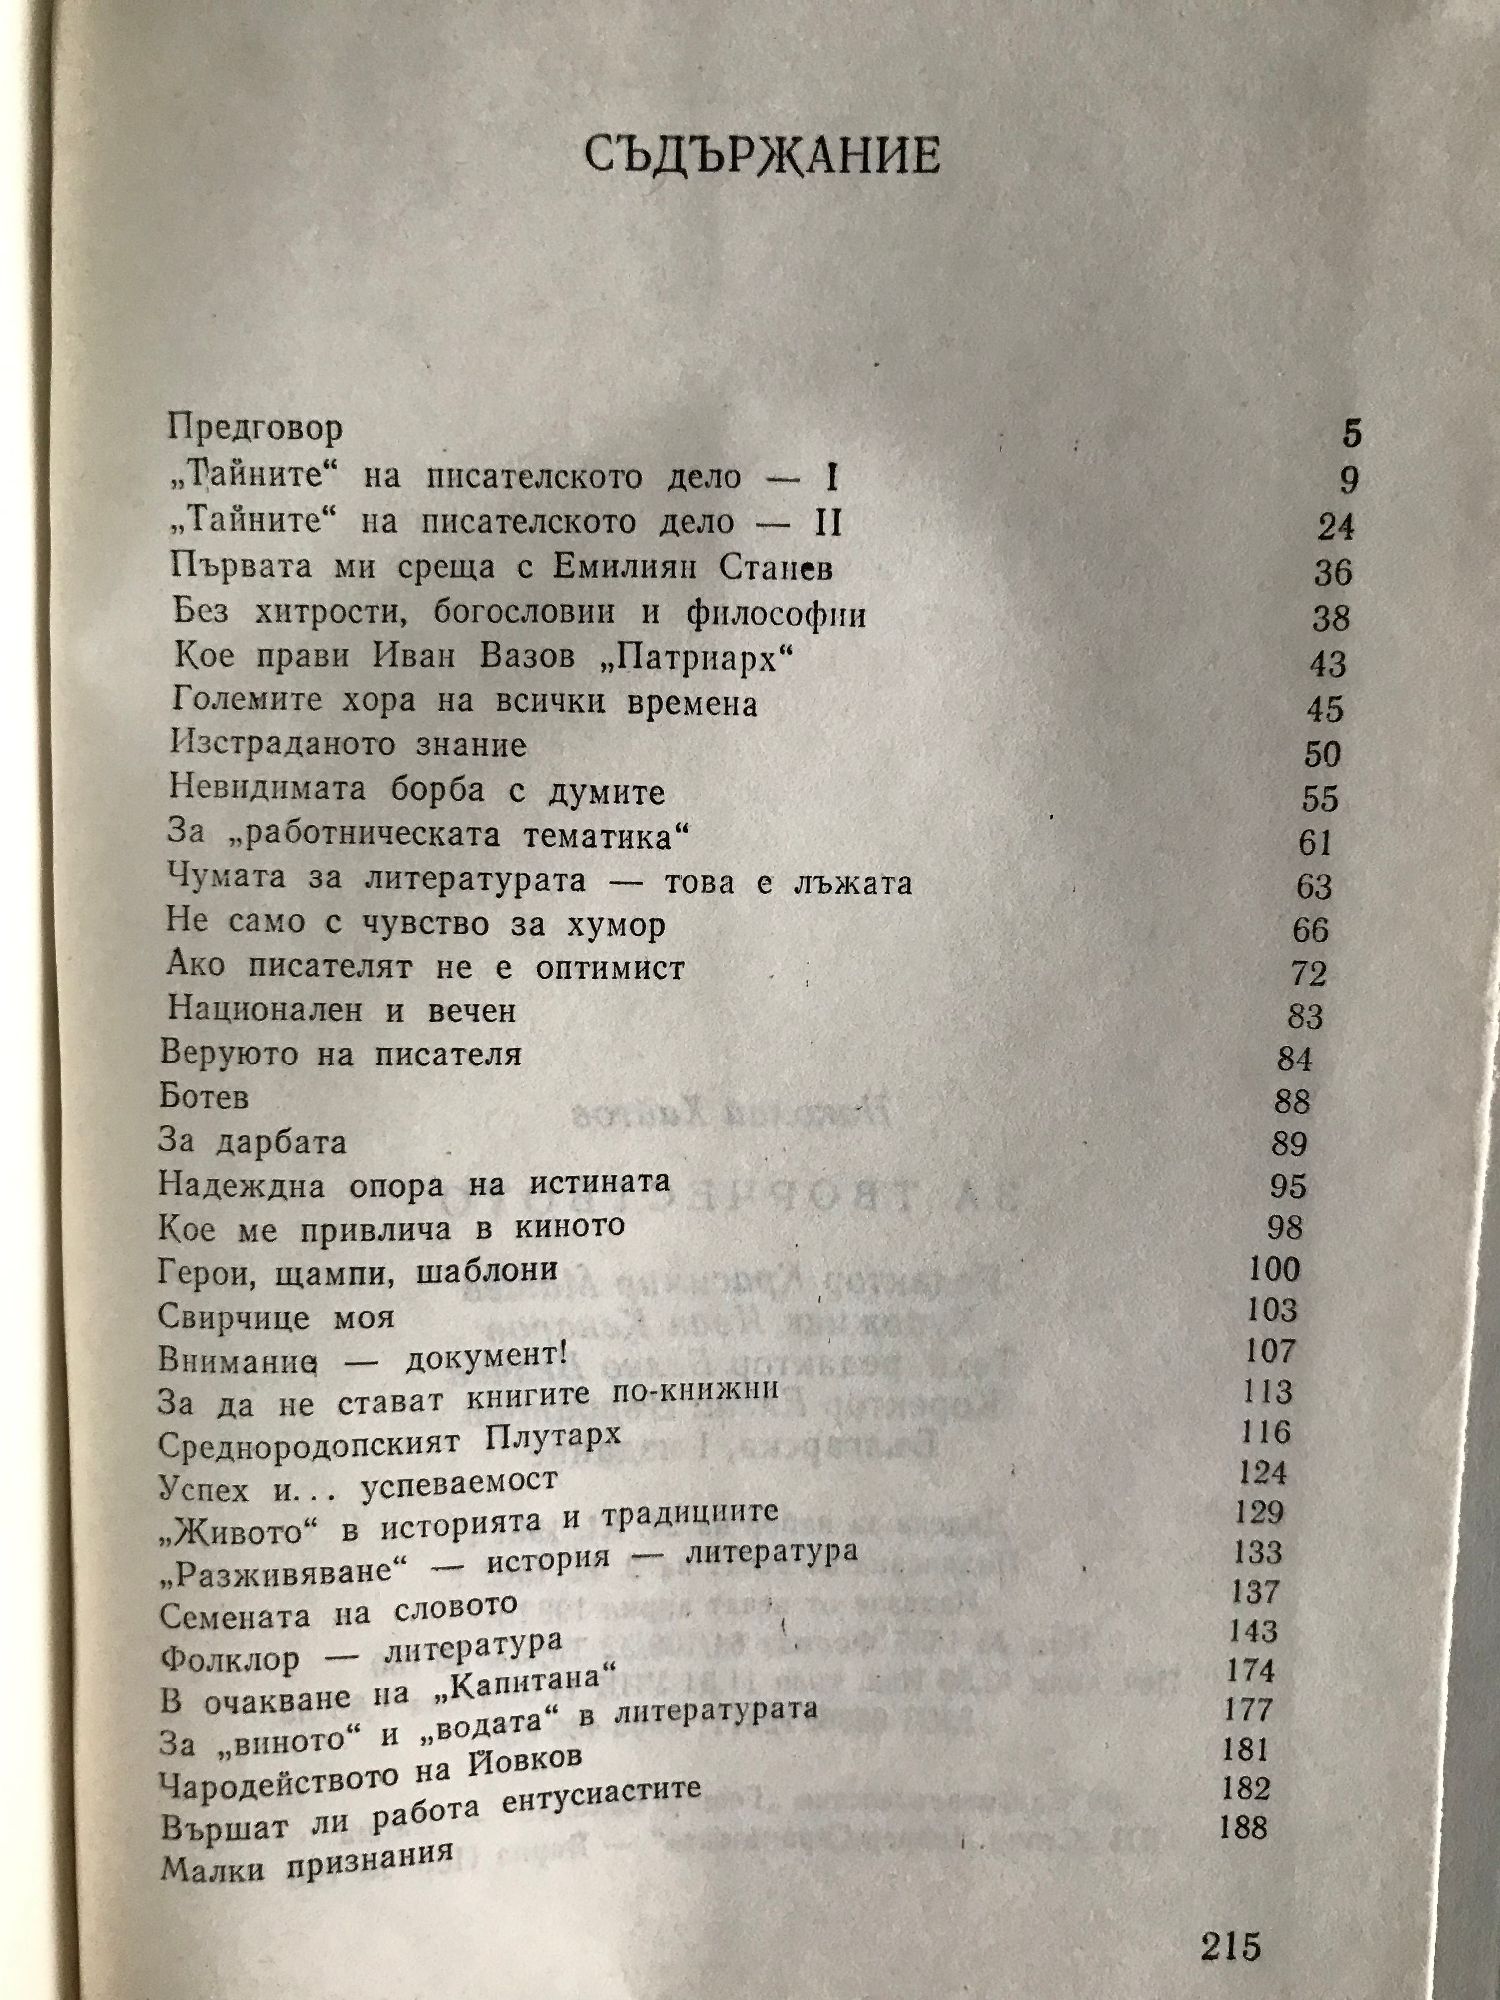 СЪДЪРЖАНИЕ
Предговор 5
„Тайните“ на писателското дело — I 9
„Тайните“ на писателското дело — II 24
Първата ми среща с Емилиян Станев 36
Без хитрости, богословии и философии 38
Кое прави Иван Вазов „Патриарх“ 43
Големите хора на всички времена 45
Изстраданото знание 50
Невидимата борба с думите 55
За „работническата тематика“ 61
Чумата за литературата — това е лъжата 63
Не само с чувство за хумор 66
Ако писателят не е оптимист 72
Национален и вечен 83
Веруюто на писателя 84
Ботев 88
За дарбата 89
Надеждна опора на истината 95
Кое ме привлича в киното 98
Герои, щампи, шаблони 100
Свирчице моя 103
Внимание — документ! 107
За да не стават книгите по-книжни 113
Среднородопският Плутарх 116
Успех и... успеваемост 124
„Живото“ в историята и традициите 129
„Разживяване“ — история — литература 133
Семената на словото 137
Фолклор — литература 143
В очакване на „Капитана“ 174
За „виното“ и „водата“ в литературата 177
Чародейството на Йовков 181
Вършат ли работа ентусиастите 182
Малки признания 188
215